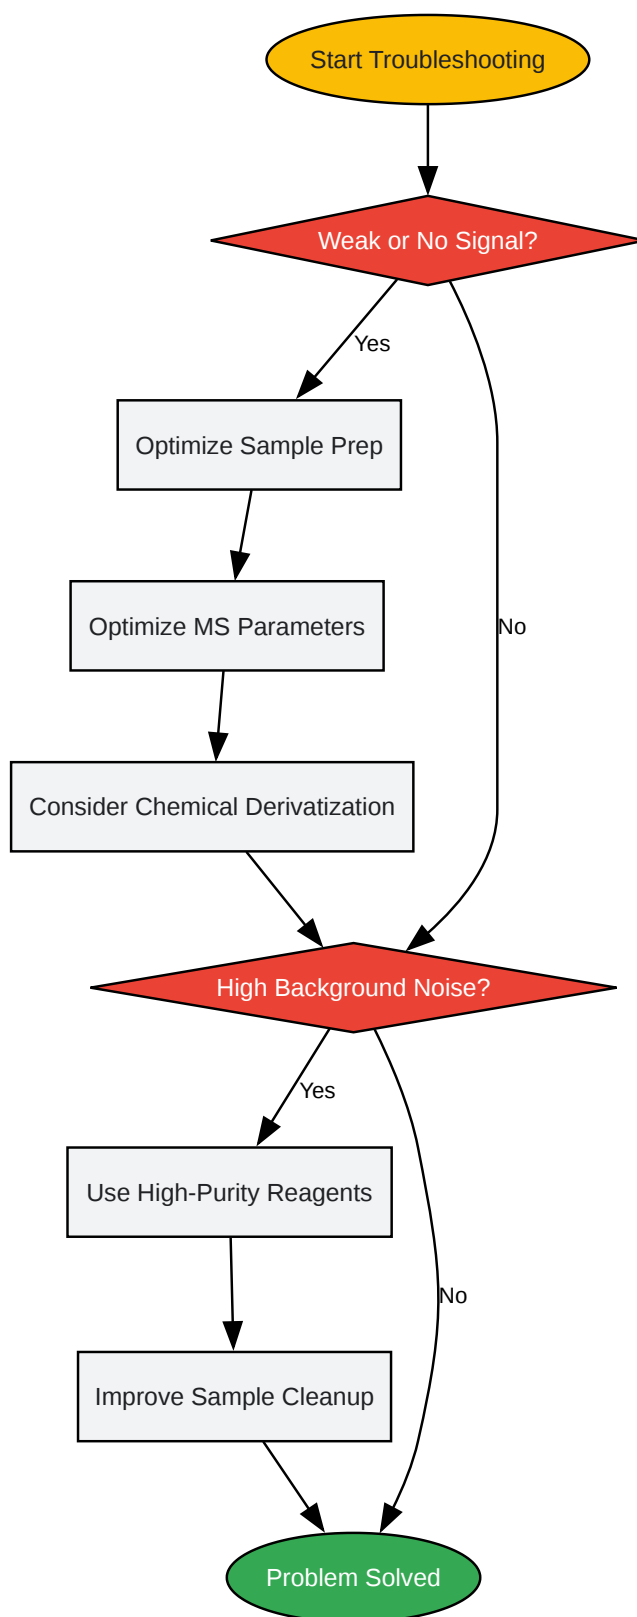 Start Troubleshooting
Weak or No Signal?
Yes
Optimize Sample Prep
Optimize MS Parameters
No
Consider Chemical Derivatization
High Background Noise?
Yes
Use High-Purity Reagents
No
Improve Sample Cleanup
Problem Solved